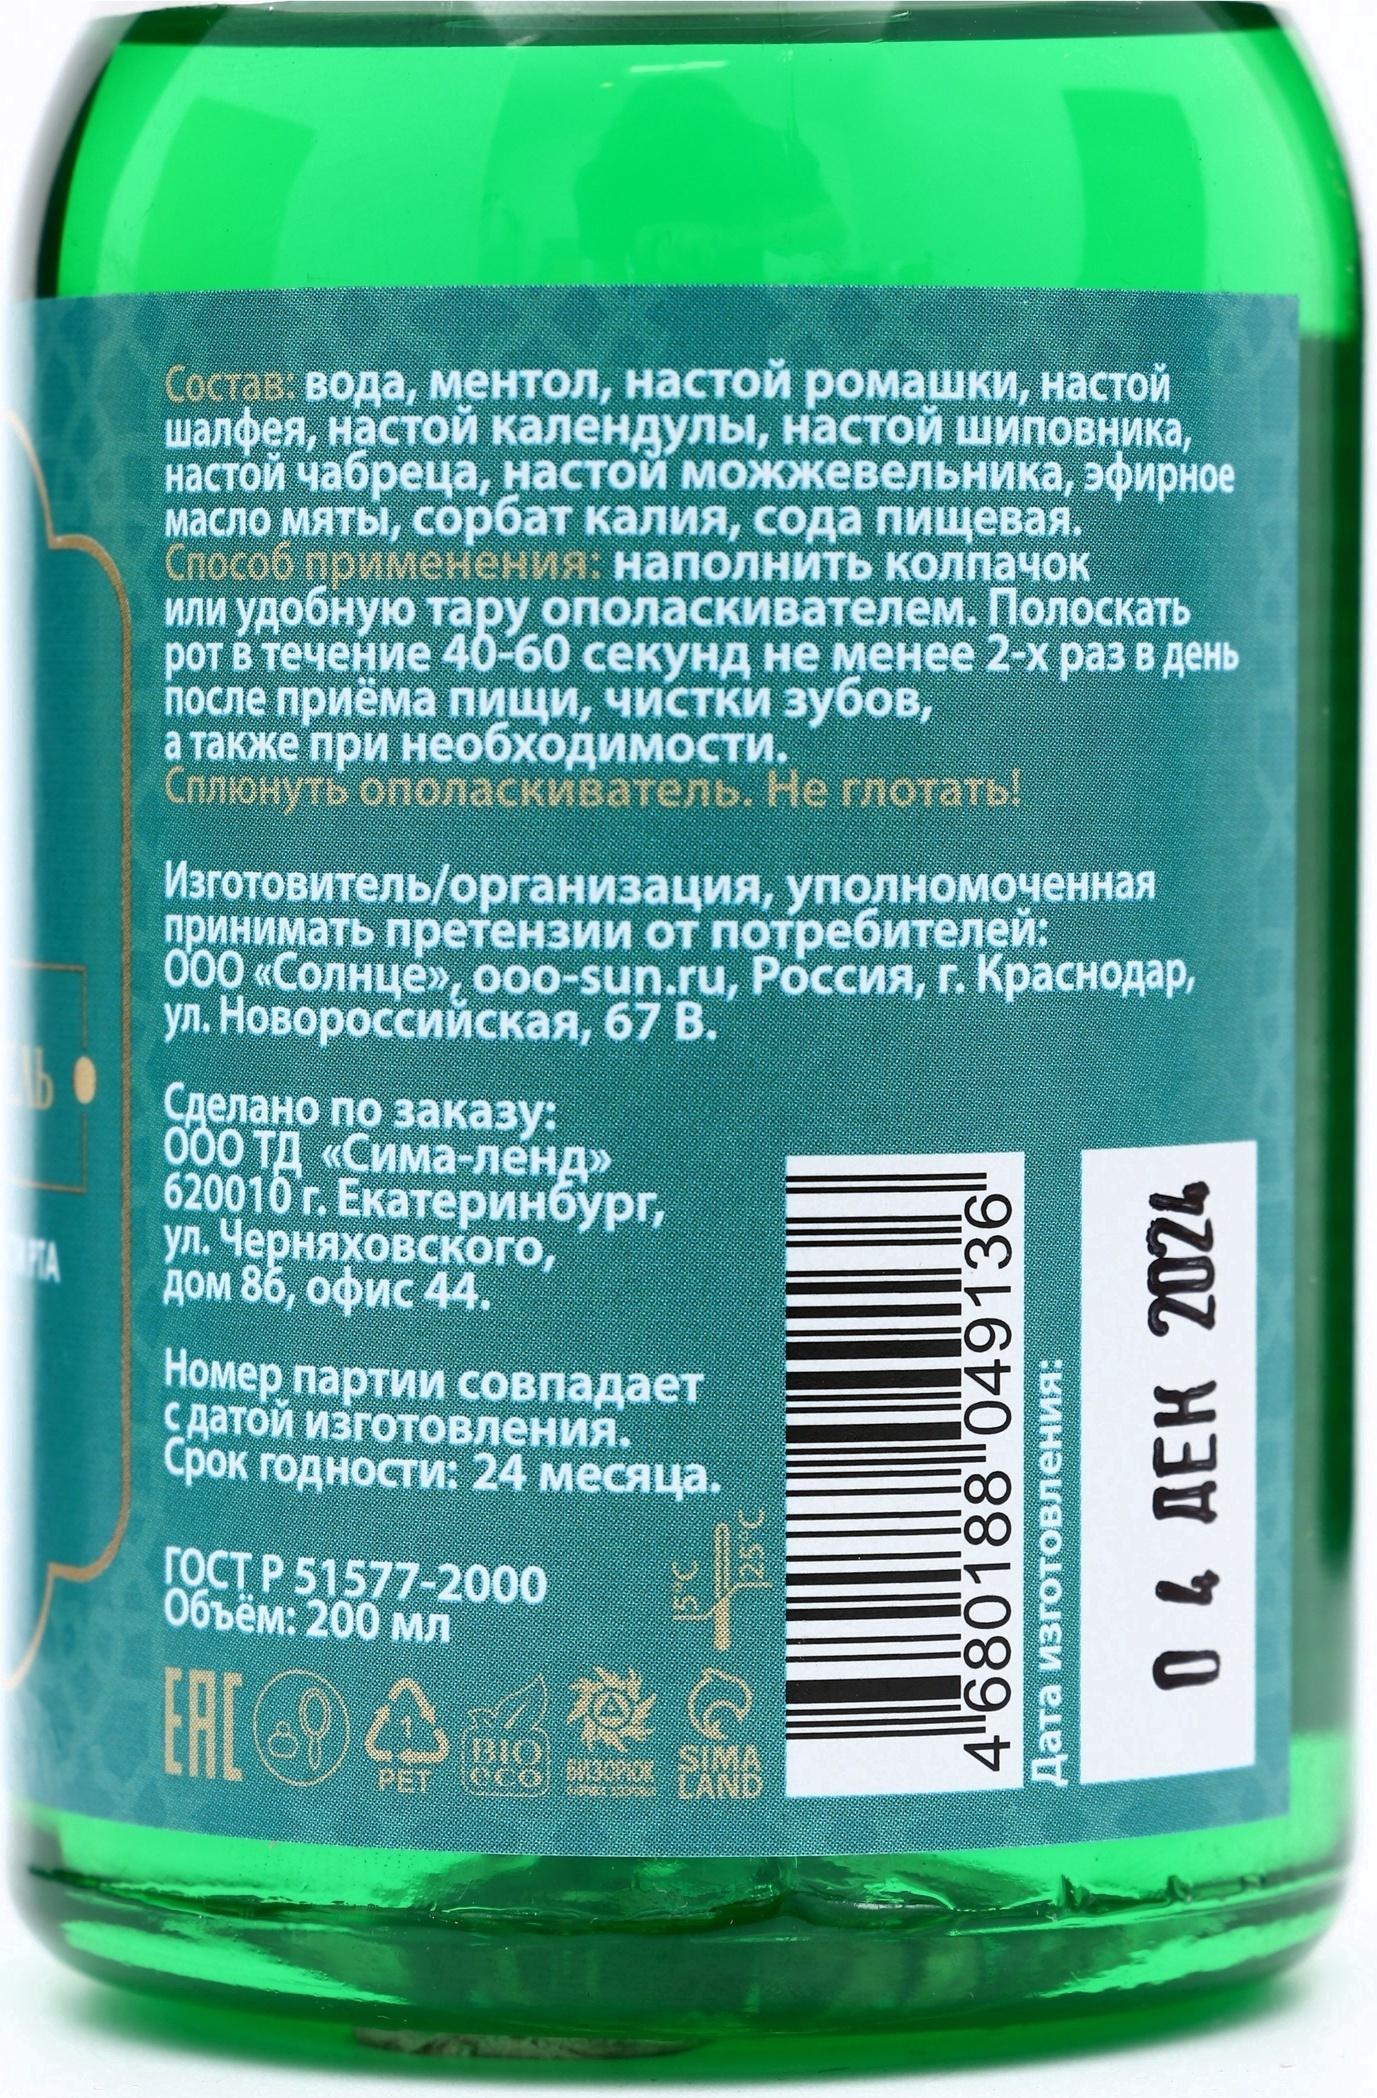 Состав: вода, ментол, настой ромашки, настой
шалфея, настой календулы, настой шиповника,
настой чабреца, настой можжевельника, эфирное
масло мяты, сорбат калия, сода пищевая.
Способ применения: наполнить колпачок
или удобную тару ополаскивателем. Полоскать
рот в течение 40-60 секунд не менее 2-х раз в день
после приёма пищи, чистки зубов,
а также при необходимости.
Сплюнуть ополаскиватель. Не глотать!
Изготовитель/организация, уполномоченная
принимать претензии от потребителей:
ООО «Солнце», ooo-sun.ru, Россия, г. Краснодар,
ул. Новороссийская, 67 В.
Сделано по заказу:
ООО ТД «Сима-ленд»
620010 г. Екатеринбург,
ул. Черняховского,
дом 86, офис 44.
Номер партии совпадает
с датой изготовления.
Срок годности: 24 месяца.
ГОСТ Р 51577-2000
Объём: 200 мл
5°C
25°C
EAC
1
PET
BIO
eco
SIMA
LAND
4 680188 049136
Дата изготовления:
04 ДЕК 2024